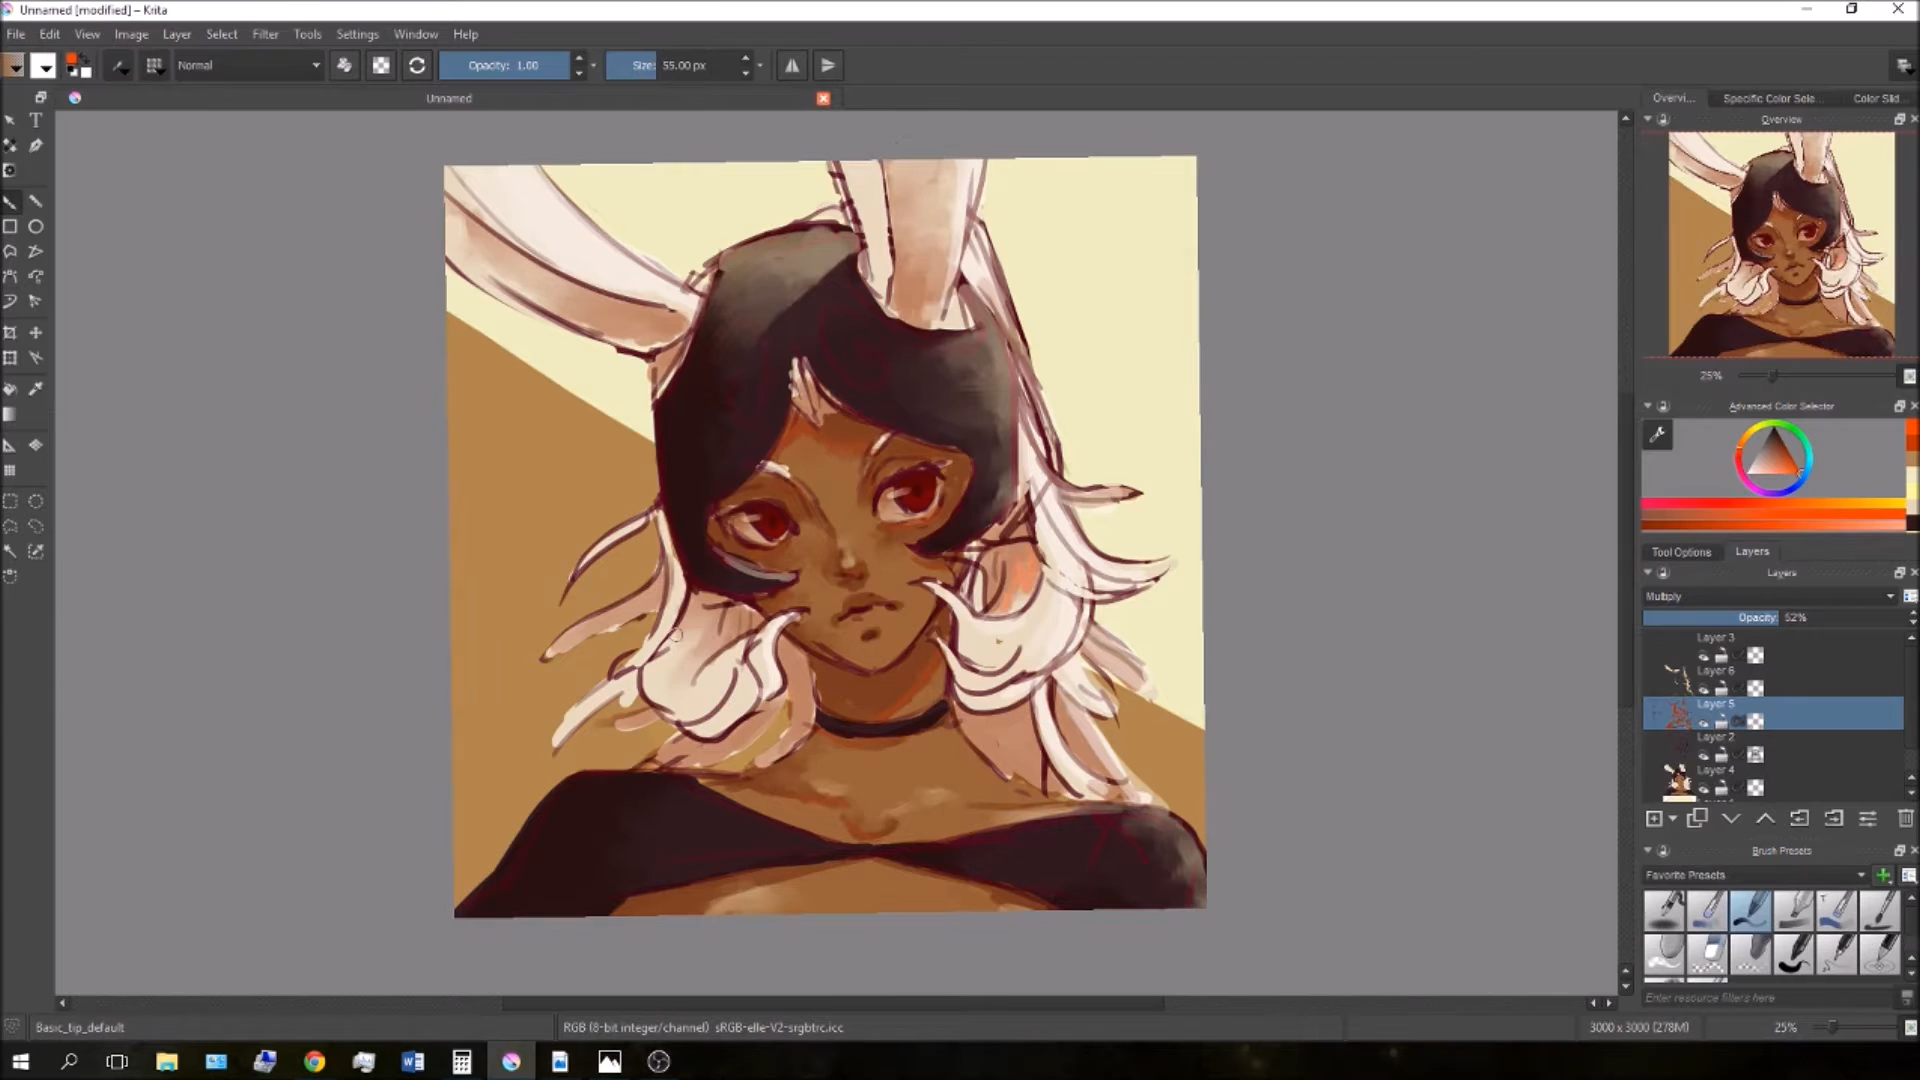 Unnamed [modified] – Krita
File Edit View Image Layer Select Filter Tools Settings Window Help
Normal Opacity: 1.00 Size: 55.00 px
Unnamed
Overvi... Specific Color Sele... Color Slid...
Overview
25%
Advanced Color Selector
Tool Options Layers
Layers
Multiply
Opacity: 52%
Layer 3
Layer 6
Layer 5
Layer 2
Layer 4
Brush Presets
Favorite Presets
Enter resource filters here
Basic_tip_default RGB (8-bit integer/channel) sRGB-elle-V2-srgbtrc.icc 3000 x 3000 (278M) 25%